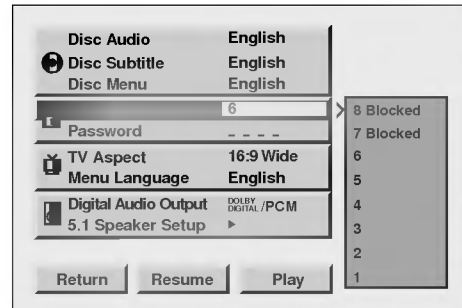 Disc Audio English
Disc Subtitle English
Disc Menu English
6
Password _ _ _ _
TV Aspect 16:9 Wide
Menu Language English
Digital Audio Output DOLBY DIGITAL /PCM
5.1 Speaker Setup ►
8 Blocked
7 Blocked
6
5
4
3
2
1
Return Resume Play